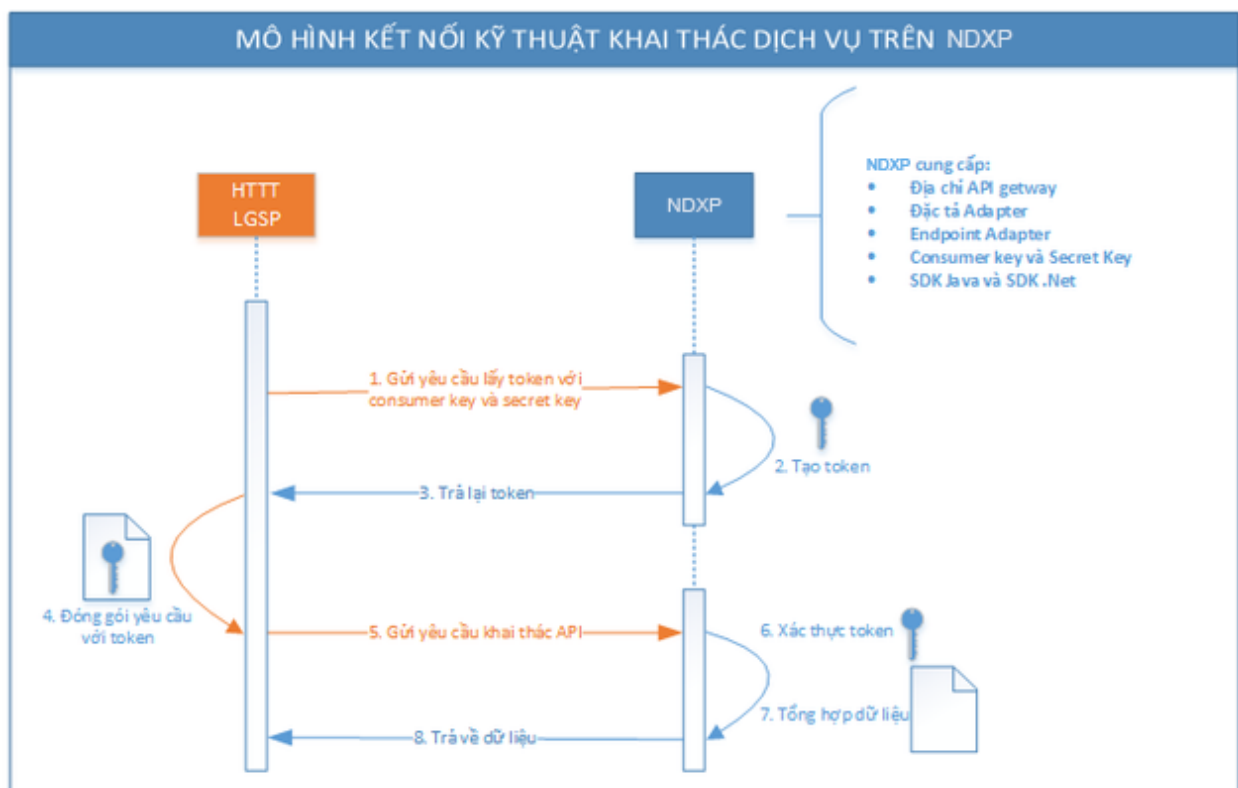 MÔ HÌNH KẾT NỐI KỸ THUẬT KHAI THÁC DỊCH VỤ TRÊN NDXP
HTTT
LGSP
NDXP
NDXP cung cấp:
• Địa chỉ API getway
• Đặc tả Adapter
• Endpoint Adapter
• Consumer key và Secret Key
• SDK Java và SDK .Net
1. Gửi yêu cầu lấy token với
consumer key và secret key
2. Tạo token
3. Trả lại token
4. Đóng gói yêu cầu
với token
5. Gửi yêu cầu khai thác API
6. Xác thực token
7. Tổng hợp dữ liệu
8. Trả về dữ liệu